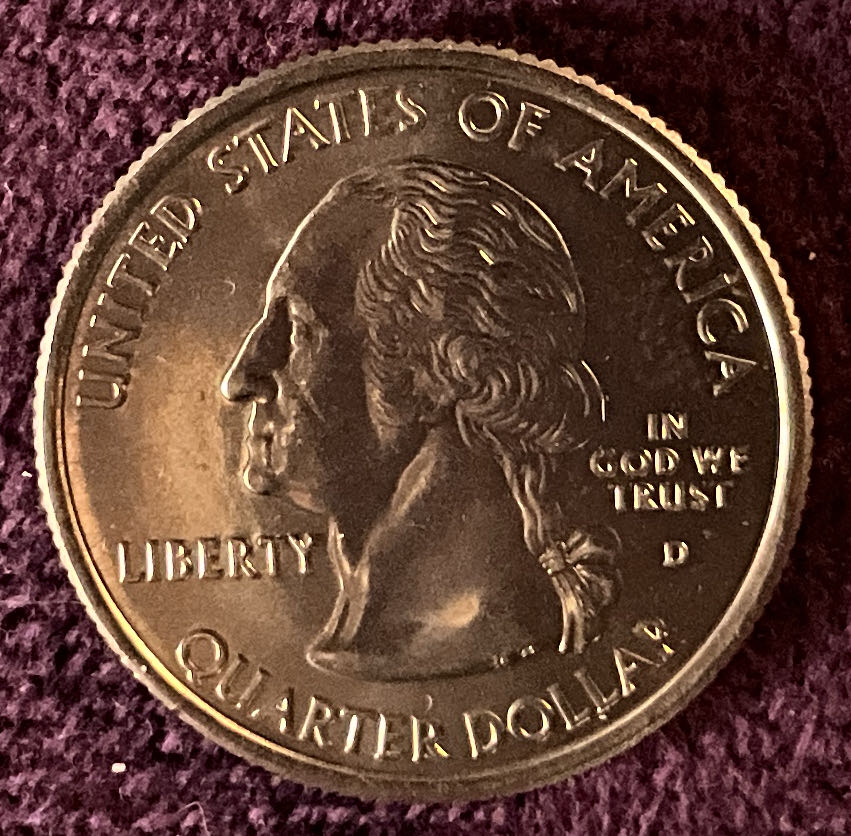 UNITED STATES OF AMERICA
LIBERTY
IN
GOD WE
TRUST
D
QUARTER DOLLAR